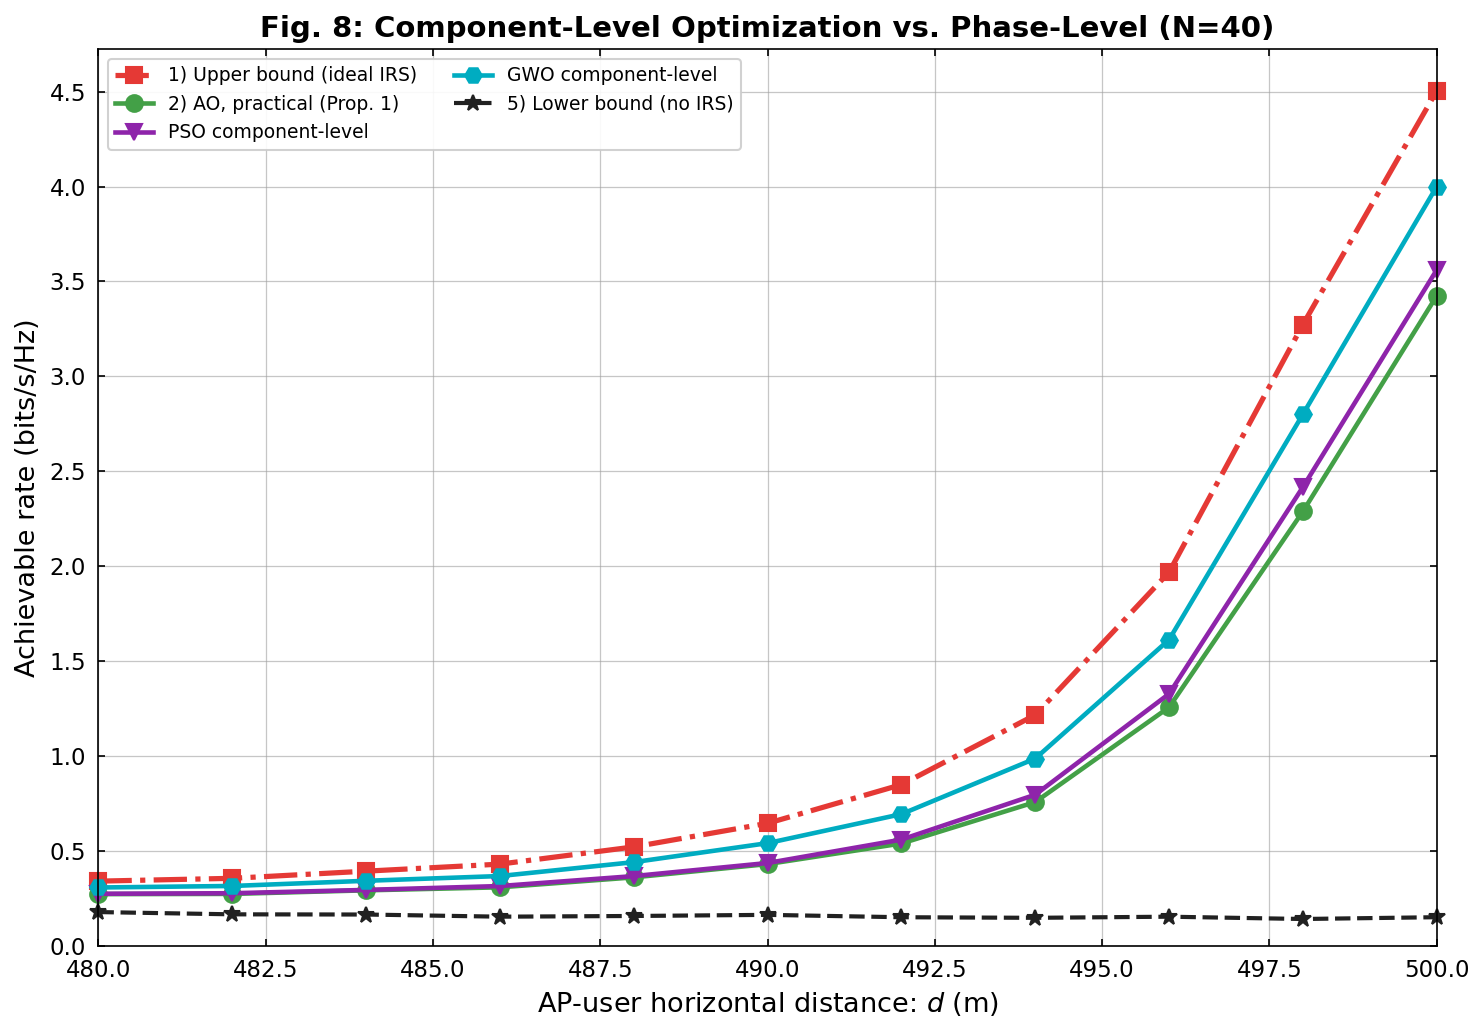 Fig. 8: Component-Level Optimization vs. Phase-Level (N=40)
1) Upper bound (ideal IRS)
2) AO, practical (Prop. 1)
PSO component-level
GWO component-level
5) Lower bound (no IRS)
Achievable rate (bits/s/Hz)
4.5
4.0
3.5
3.0
2.5
2.0
1.5
1.0
0.5
0.0
480.0 482.5 485.0 487.5 490.0 492.5 495.0 497.5 500.0
AP-user horizontal distance: d (m)